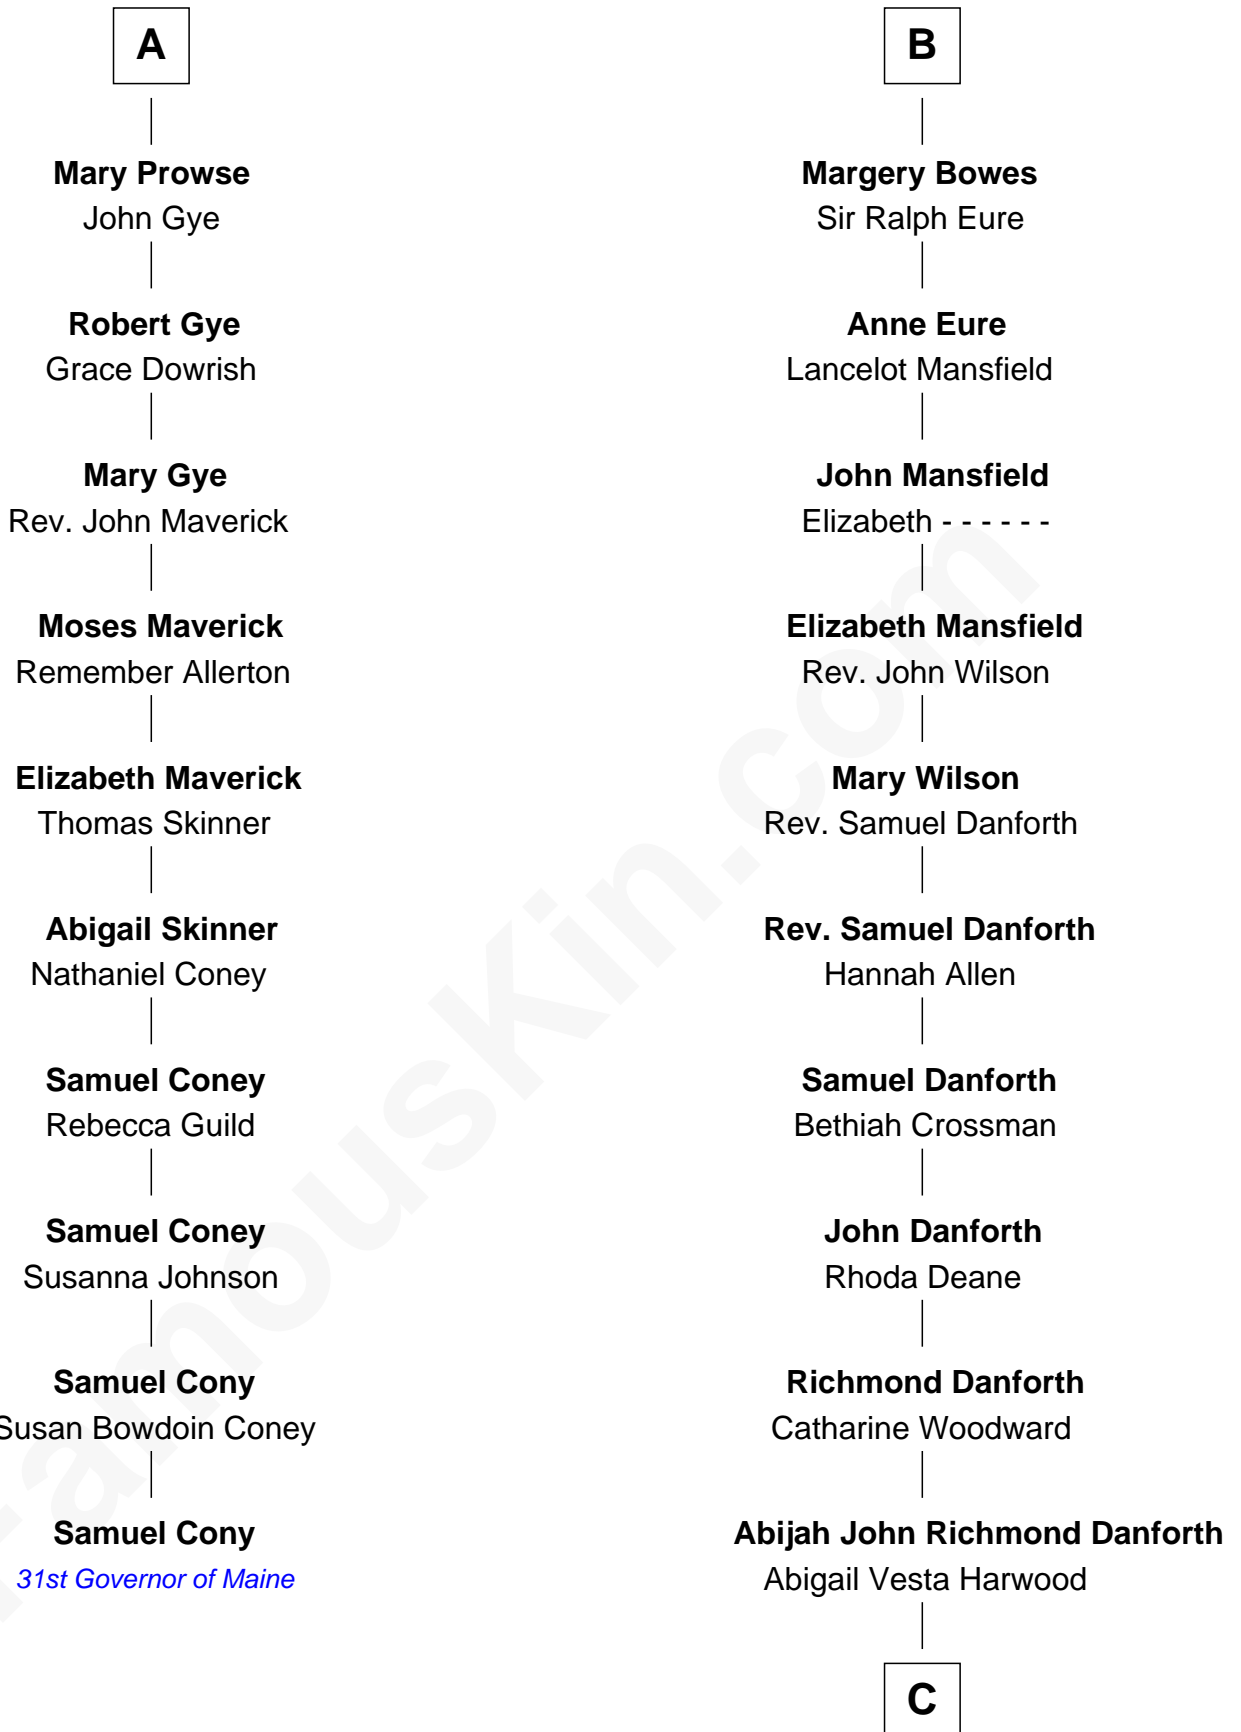 A
Mary Prowse
John Gye
Robert Gye
Grace Dowrish
Mary Gye
Rev. John Maverick
Moses Maverick
Remember Allerton
Elizabeth Maverick
Thomas Skinner
Abigail Skinner
Nathaniel Coney
Samuel Coney
Rebecca Guild
Samuel Coney
Susanna Johnson
Samuel Cony
Susan Bowdoin Coney
Samuel Cony
31st Governor of Maine
B
Margery Bowes
Sir Ralph Eure
Anne Eure
Lancelot Mansfield
John Mansfield
Elizabeth - - - - - -
Elizabeth Mansfield
Rev. John Wilson
Mary Wilson
Rev. Samuel Danforth
Rev. Samuel Danforth
Hannah Allen
Samuel Danforth
Bethiah Crossman
John Danforth
Rhoda Deane
Richmond Danforth
Catharine Woodward
Abijah John Richmond Danforth
Abigail Vesta Harwood
C
FamousKin.com